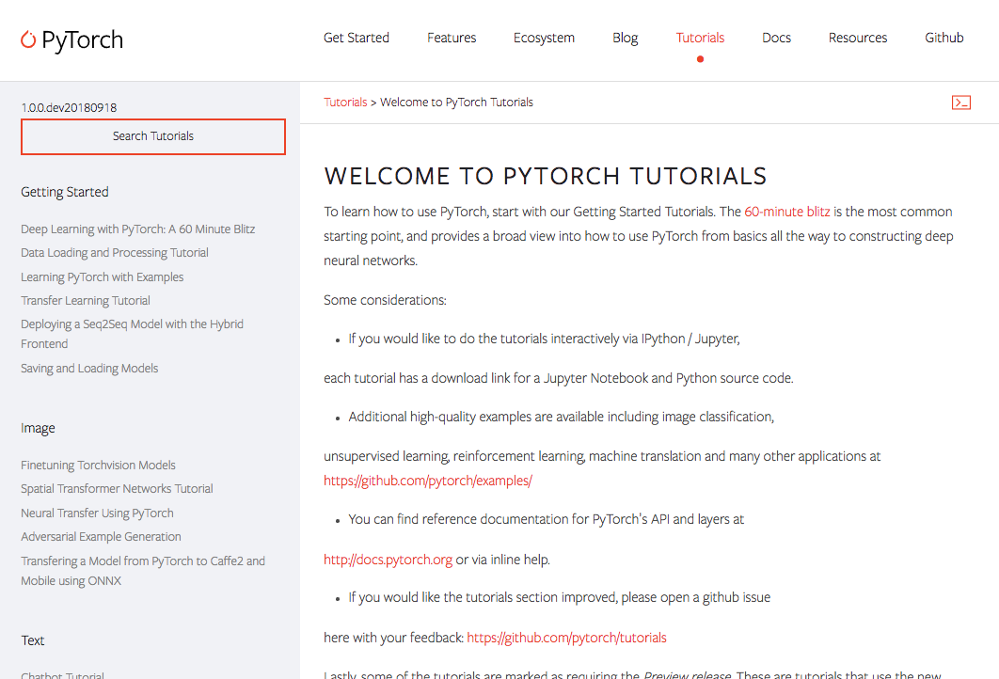 PyTorch
Get Started
Features
Ecosystem
Blog
Tutorials
Docs
Resources
Github
1.0.0.dev20180918
Search Tutorials
Getting Started
Deep Learning with PyTorch: A 60 Minute Blitz
Data Loading and Processing Tutorial
Learning PyTorch with Examples
Transfer Learning Tutorial
Deploying a Seq2Seq Model with the Hybrid
Frontend
Saving and Loading Models
Image
Finetuning Torchvision Models
Spatial Transformer Networks Tutorial
Neural Transfer Using PyTorch
Adversarial Example Generation
Transfering a Model from PyTorch to Caffe2 and
Mobile using ONNX
Text
Chatbot Tutorial
Tutorials > Welcome to PyTorch Tutorials
WELCOME TO PYTORCH TUTORIALS
To learn how to use PyTorch, start with our Getting Started Tutorials. The 60-minute blitz is the most common
starting point, and provides a broad view into how to use PyTorch from basics all the way to constructing deep
neural networks.
Some considerations:
• If you would like to do the tutorials interactively via IPython / Jupyter,
each tutorial has a download link for a Jupyter Notebook and Python source code.
• Additional high-quality examples are available including image classification,
unsupervised learning, reinforcement learning, machine translation and many other applications at
https://github.com/pytorch/examples/
• You can find reference documentation for PyTorch's API and layers at
http://docs.pytorch.org or via inline help.
• If you would like the tutorials section improved, please open a github issue
here with your feedback: https://github.com/pytorch/tutorials
Lastly, some of the tutorials are marked as requiring the Preview release. These are tutorials that use the new